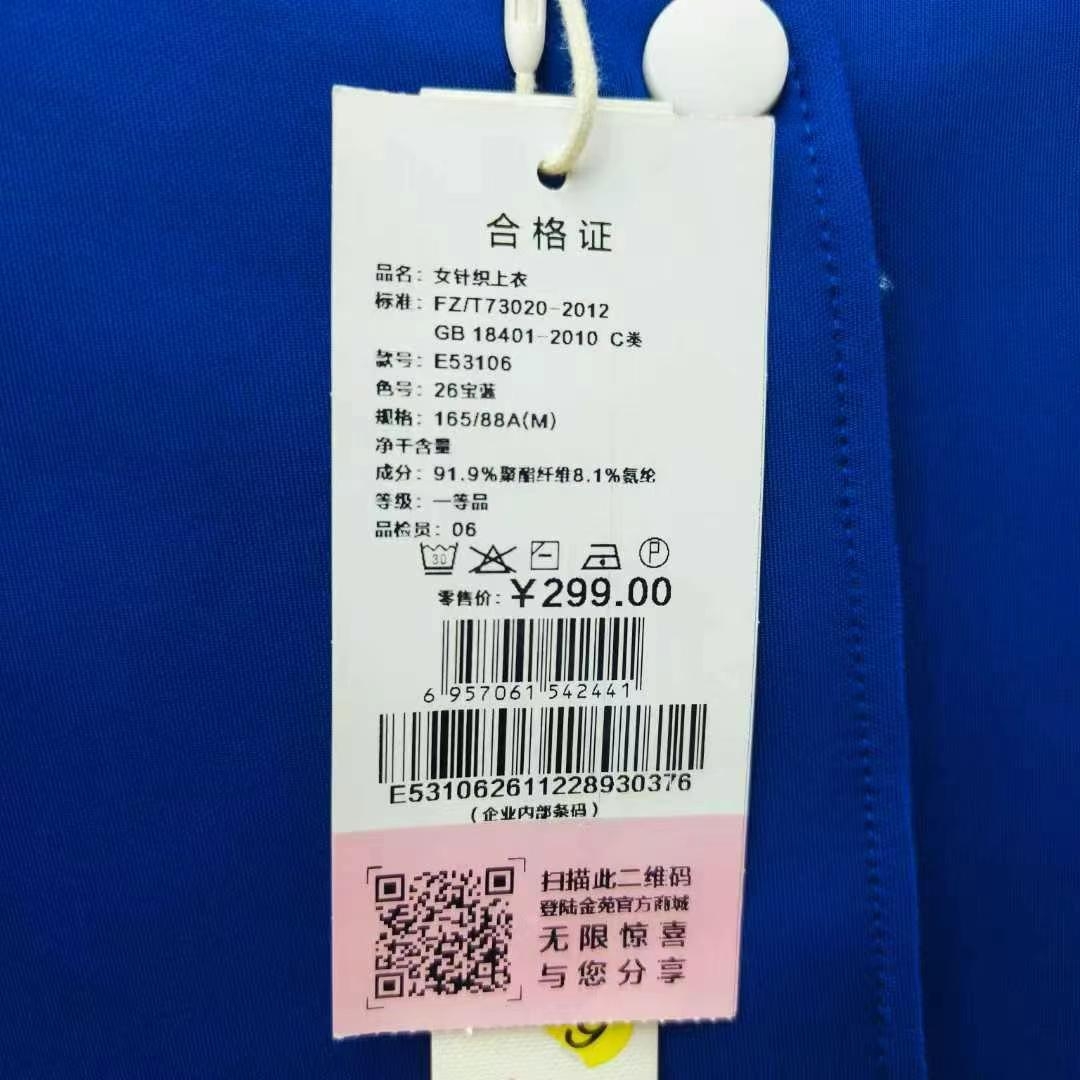 合格证
品名: 女针织上衣
标准: FZ/T73020-2012
GB 18401-2010 C类
款号: E53106
色号: 26宝蓝
规格: 165/88A(M)
净干含量
成分: 91.9%聚酯纤维8.1%氨纶
等级: 一等品
品检员: 06
30
P
零售价: ¥299.00
6 957061 542441
E531062611228930376
(企业内部条码)
扫描此二维码
登陆金苑官方商城
无限惊喜
与您分享
9